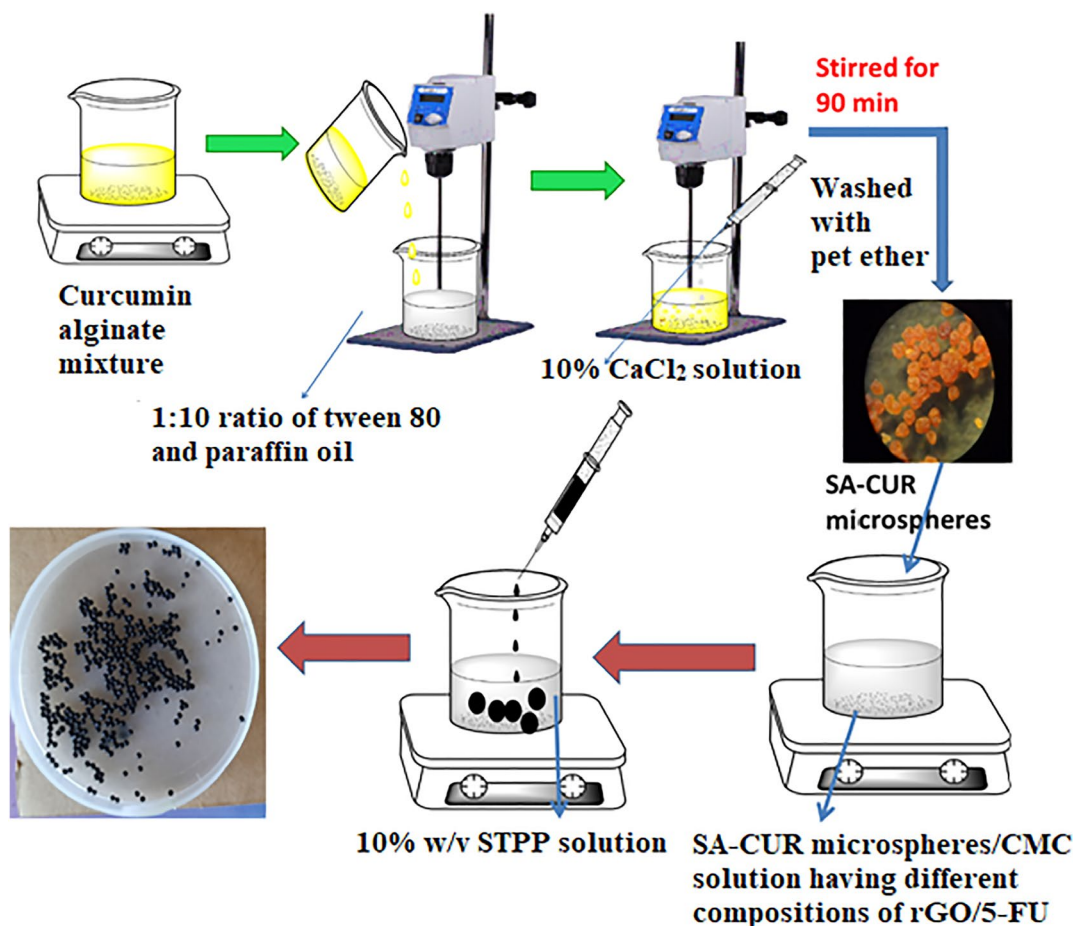 Stirred for
90 min
Washed
with
pet ether
Curcumin
alginate
mixture
10% CaCl₂ solution
1:10 ratio of tween 80
and paraffin oil
SA-CUR
microspheres
10% w/v STPP solution
SA-CUR microspheres/CMC
solution having different
compositions of rGO/5-FU